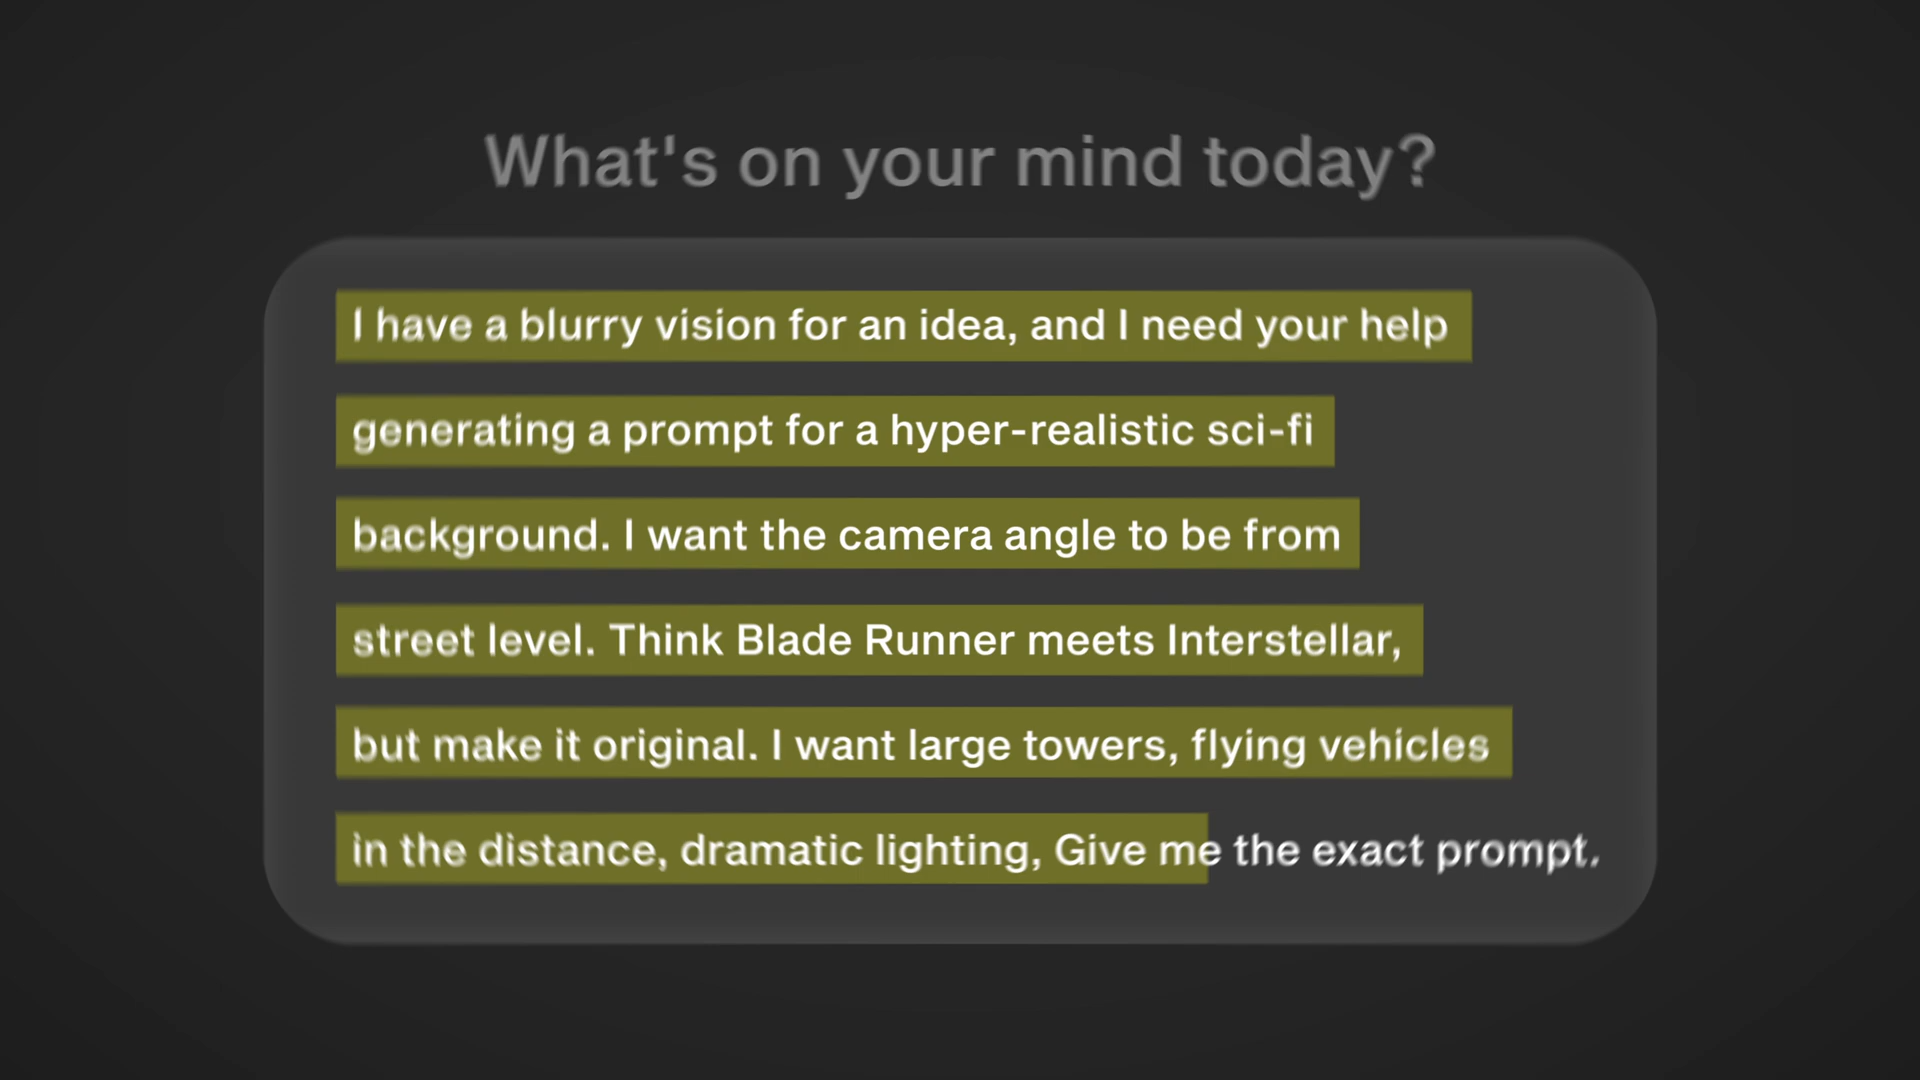 What's on your mind today?
I have a blurry vision for an idea, and I need your help
generating a prompt for a hyper-realistic sci-fi
background. I want the camera angle to be from
street level. Think Blade Runner meets Interstellar,
but make it original. I want large towers, flying vehicles
in the distance, dramatic lighting, Give me the exact prompt.